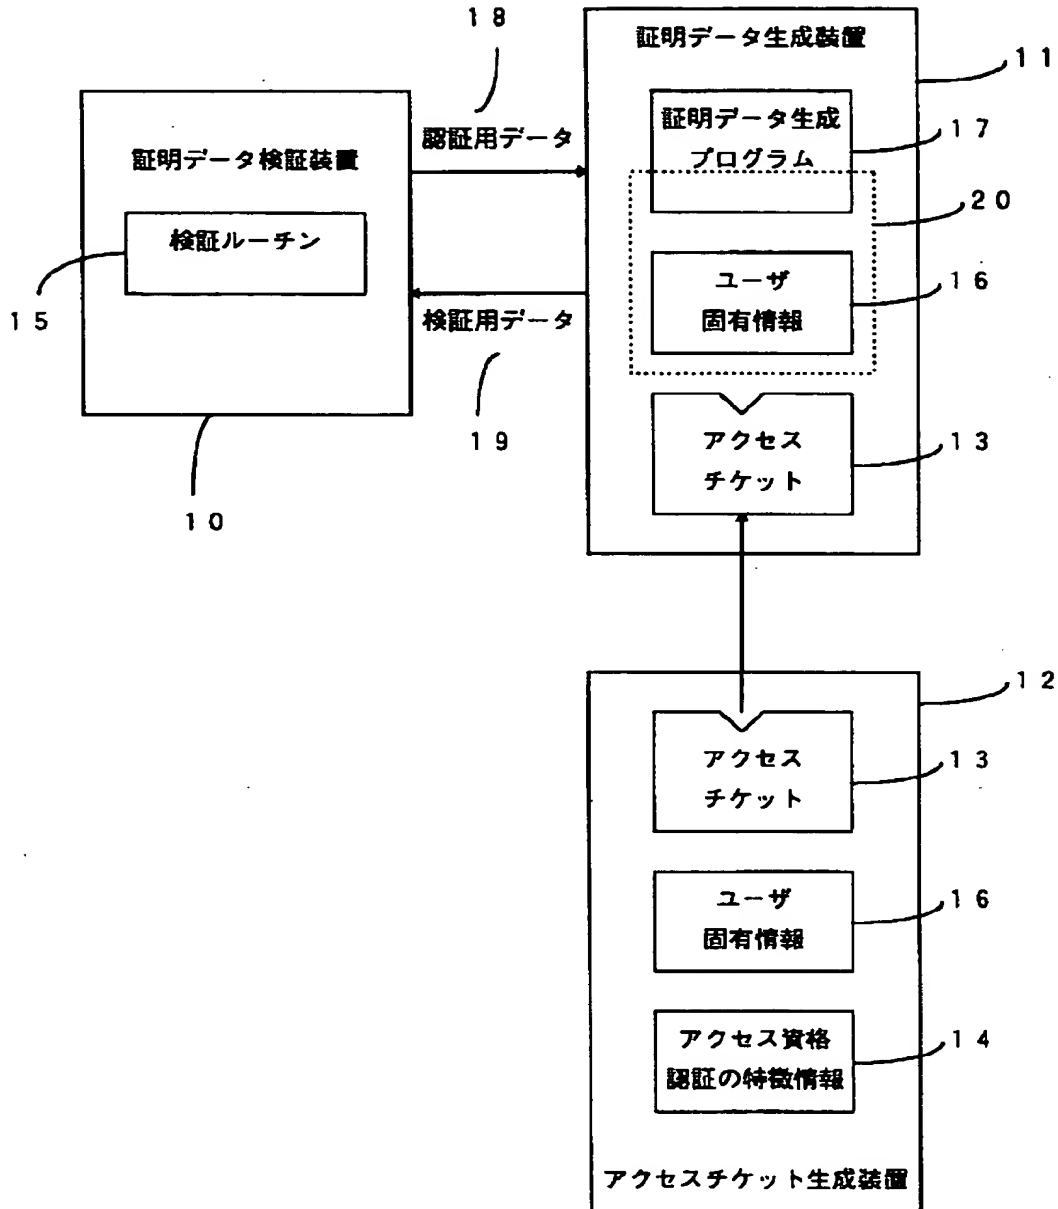 18
証明データ生成装置
11
証明データ生成
プログラム
17
認証用データ
証明データ検証装置
20
検証ルーチン
ユーザ
固有情報
16
15
検証用データ
アクセス
チケット
13
19
10
12
アクセス
チケット
13
ユーザ
固有情報
16
アクセス資格
認証の特徴情報
14
アクセスチケット生成装置